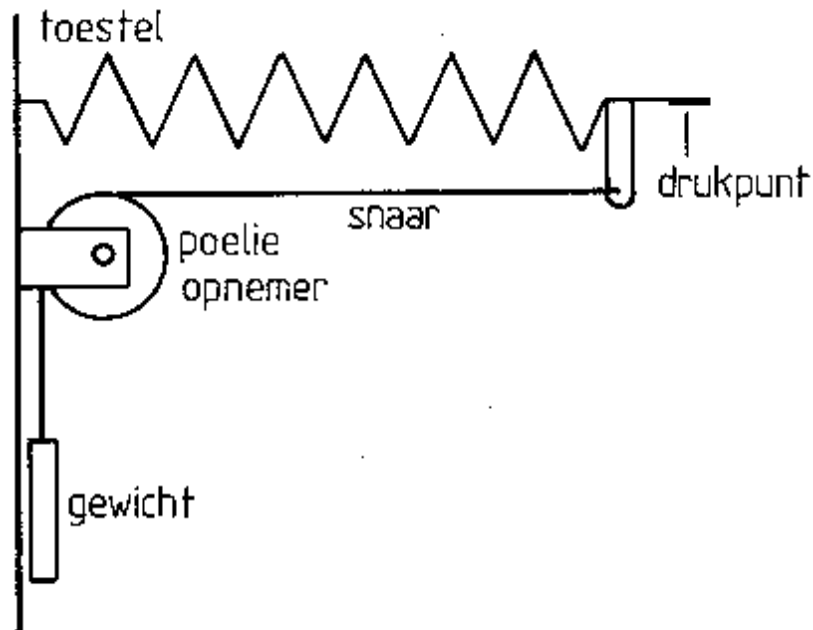 toestel
drukpunt
snaar
poelie
opnemer
gewicht